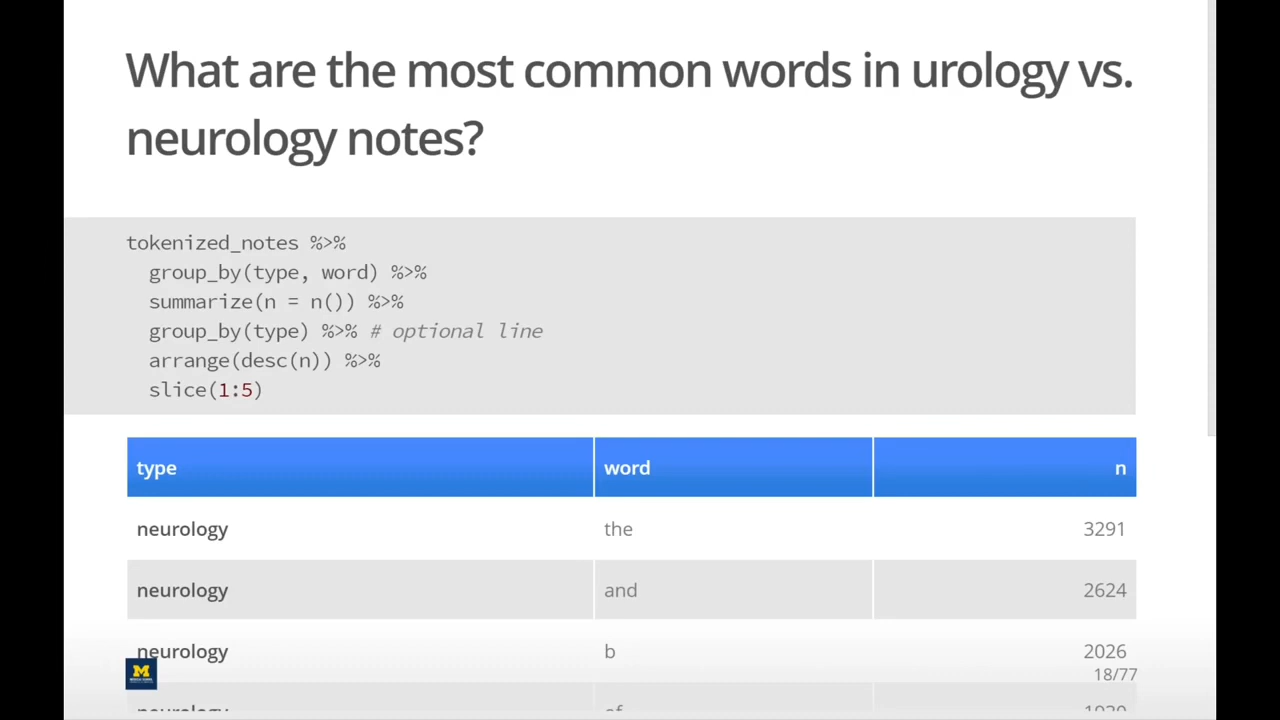 What are the most common words in urology vs.
neurology notes?
tokenized_notes %>%
group_by(type, word) %>%
summarize(n = n()) %>%
group_by(type) %>% # optional line
arrange(desc(n)) %>%
slice(1:5)
type word n
neurology the 3291
neurology and 2624
neurology b 2026
18/77
M